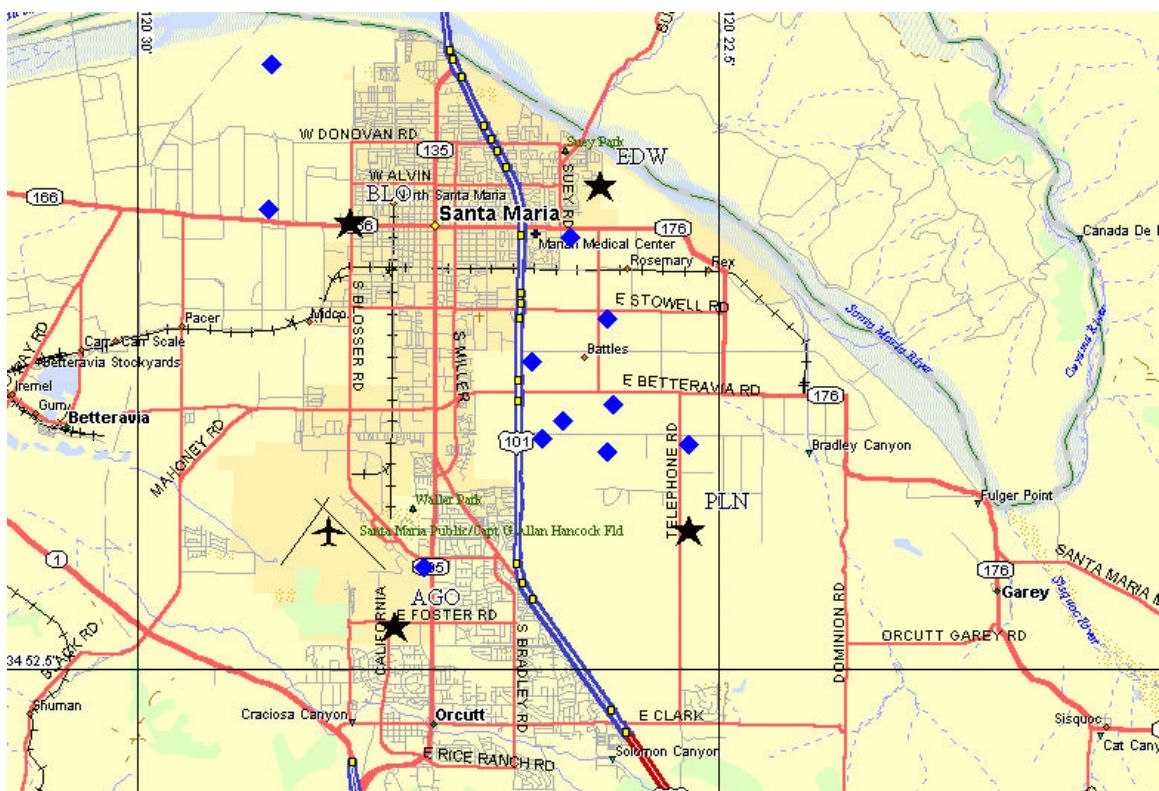 120 30'
120 22.5'
W DONOVAN RD
135
Suey Park
EDW
W ALVIN
SUEY RD
166
BLO
rth Santa Maria
Santa Maria
176
Marian Medical Center
Canada De
Rosemary
Rex
S BLOSSER RD
E STOWELL RD
Santa Maria River
Cuyama River
Pacer
Midco
S MILLER
Betteravia Stockyards
Battles
E BETTERAVIA RD
Iremel
176
Betteravia
MAHONEY RD
101
TELEPHONE RD
Bradley Canyon
PLN
Fulger Point
Waller Park
Santa Maria Public/Capt G Allan Hancock Fld
1
176
SANTA MARIA M
Sisquoc River
AGO
CALIFORNIA
E FOSTER RD
Garey
BLACK RD
S BRADLEY RD
DOMINION RD
ORCUTT GAREY RD
34 52.5'
Shuman
Craciosa Canyon
Orcutt
E CLARK
Sisquoc
Cat Cany
E RICE RANCH RD
Solomon Canyon